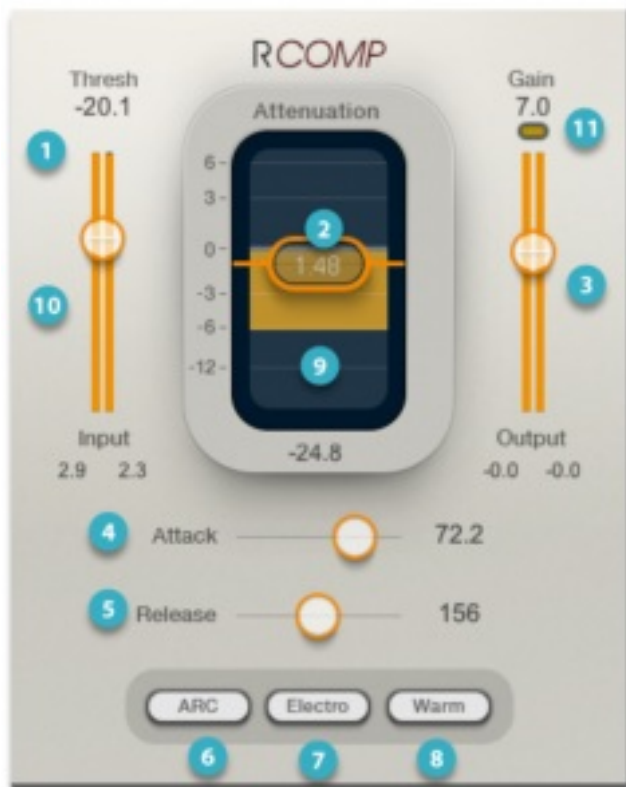 RCOMP
Thresh
-20.1
Gain
7.0
11
1
Attenuation
6
3
0
-3
-6
-12
2
1.48
10
3
9
Input
2.9 2.3
-24.8
Output
-0.0 -0.0
4 Attack 72.2
5 Release 156
ARC Electro Warm
6 7 8